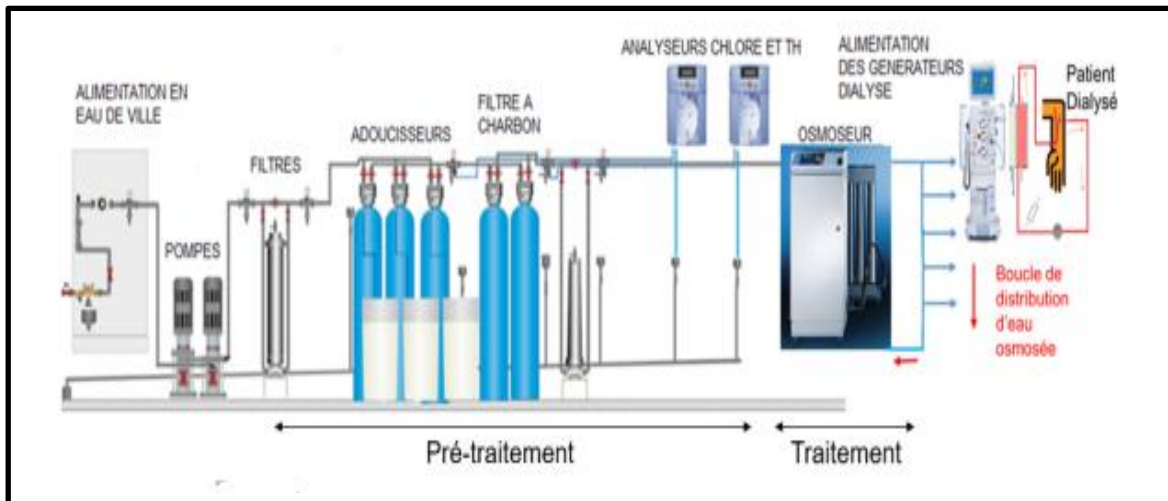 ALIMENTATION EN
EAU DE VILLE
POMPES
FILTRES
ADOUCISSEURS
FILTRE A
CHARBON
ANALYSEURS CHLORE ET TH
OSMOSEUR
ALIMENTATION
DES GENERATEURS
DIALYSE
Patient
Dialysé
Boucle de
distribution
d'eau
osmosée
Pré-traitement
Traitement